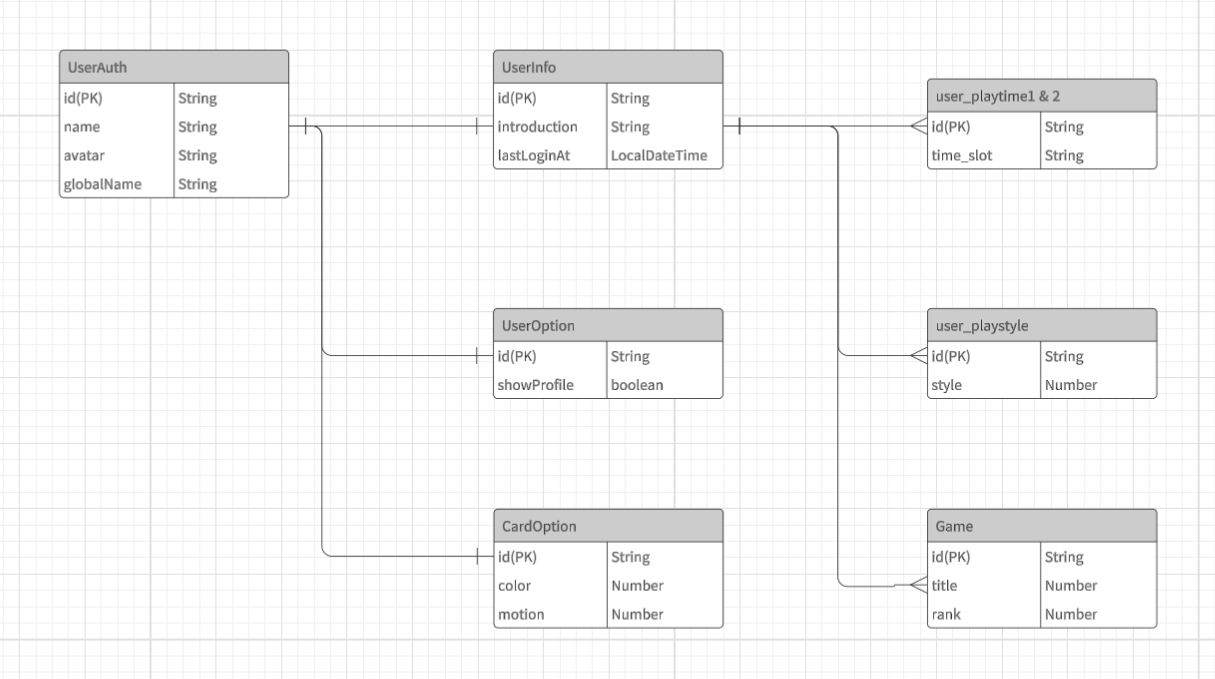 UserAuth
id(PK) String
name String
avatar String
globalName String
UserInfo
id(PK) String
introduction String
lastLoginAt LocalDateTime
user_playtime1 & 2
id(PK) String
time_slot String
UserOption
id(PK) String
showProfile boolean
user_playstyle
id(PK) String
style Number
CardOption
id(PK) String
color Number
motion Number
Game
id(PK) String
title Number
rank Number